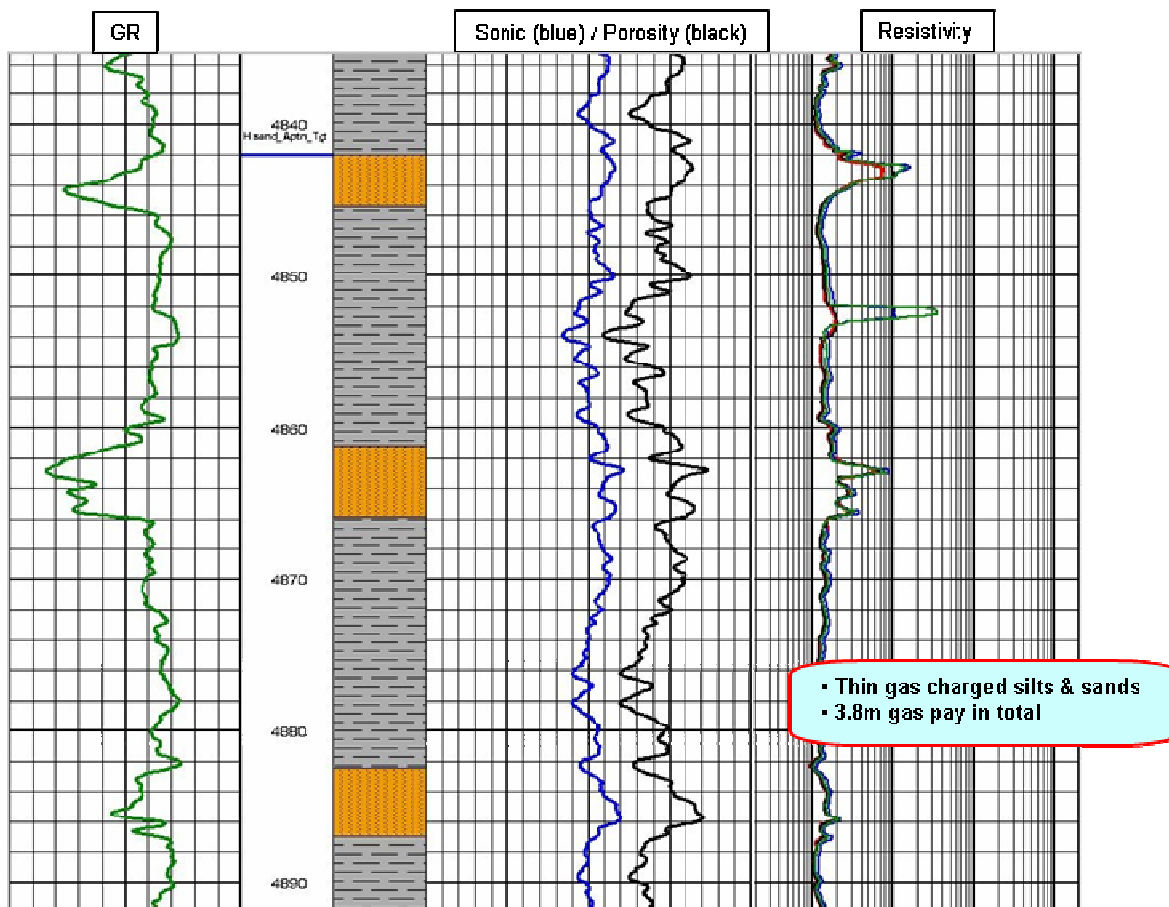 GR
Sonic (blue) / Porosity (black)
Resistivity
4840
Hsand_Aptn_Tgt
4850
4860
4870
• Thin gas charged silts & sands
• 3.8m gas pay in total
4880
4890